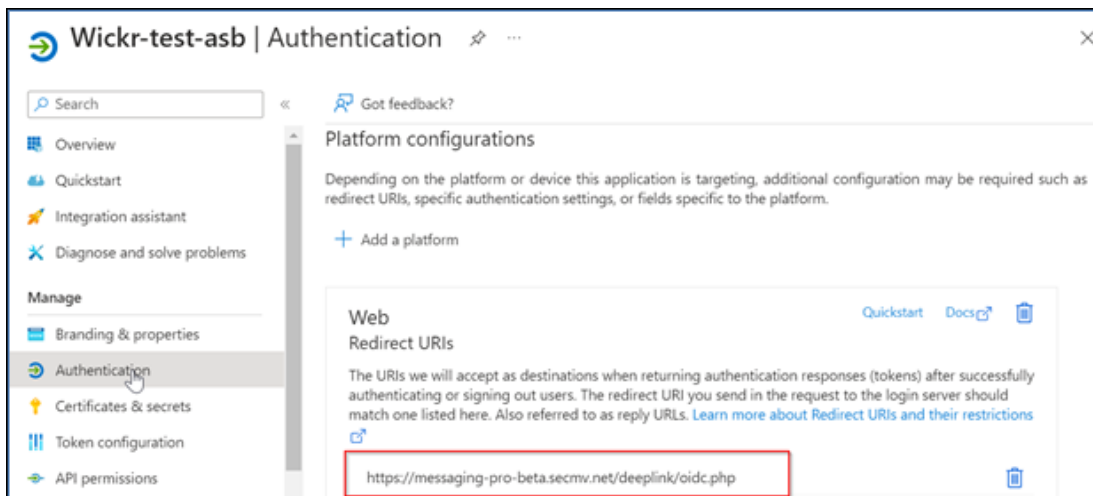 Wickr-test-asb | Authentication
Search
Overview
Quickstart
Integration assistant
Diagnose and solve problems
Manage
Branding & properties
Authentication
Certificates & secrets
Token configuration
API permissions
Got feedback?
Platform configurations
Depending on the platform or device this application is targeting, additional configuration may be required such as
redirect URIs, specific authentication settings, or fields specific to the platform.
Add a platform
Web
Quickstart Docs
Redirect URIs
The URIs we will accept as destinations when returning authentication responses (tokens) after successfully
authenticating or signing out users. The redirect URI you send in the request to the login server should
match one listed here. Also referred to as reply URLs. Learn more about Redirect URIs and their restrictions
https://messaging-pro-beta.secmv.net/deeplink/oidc.php